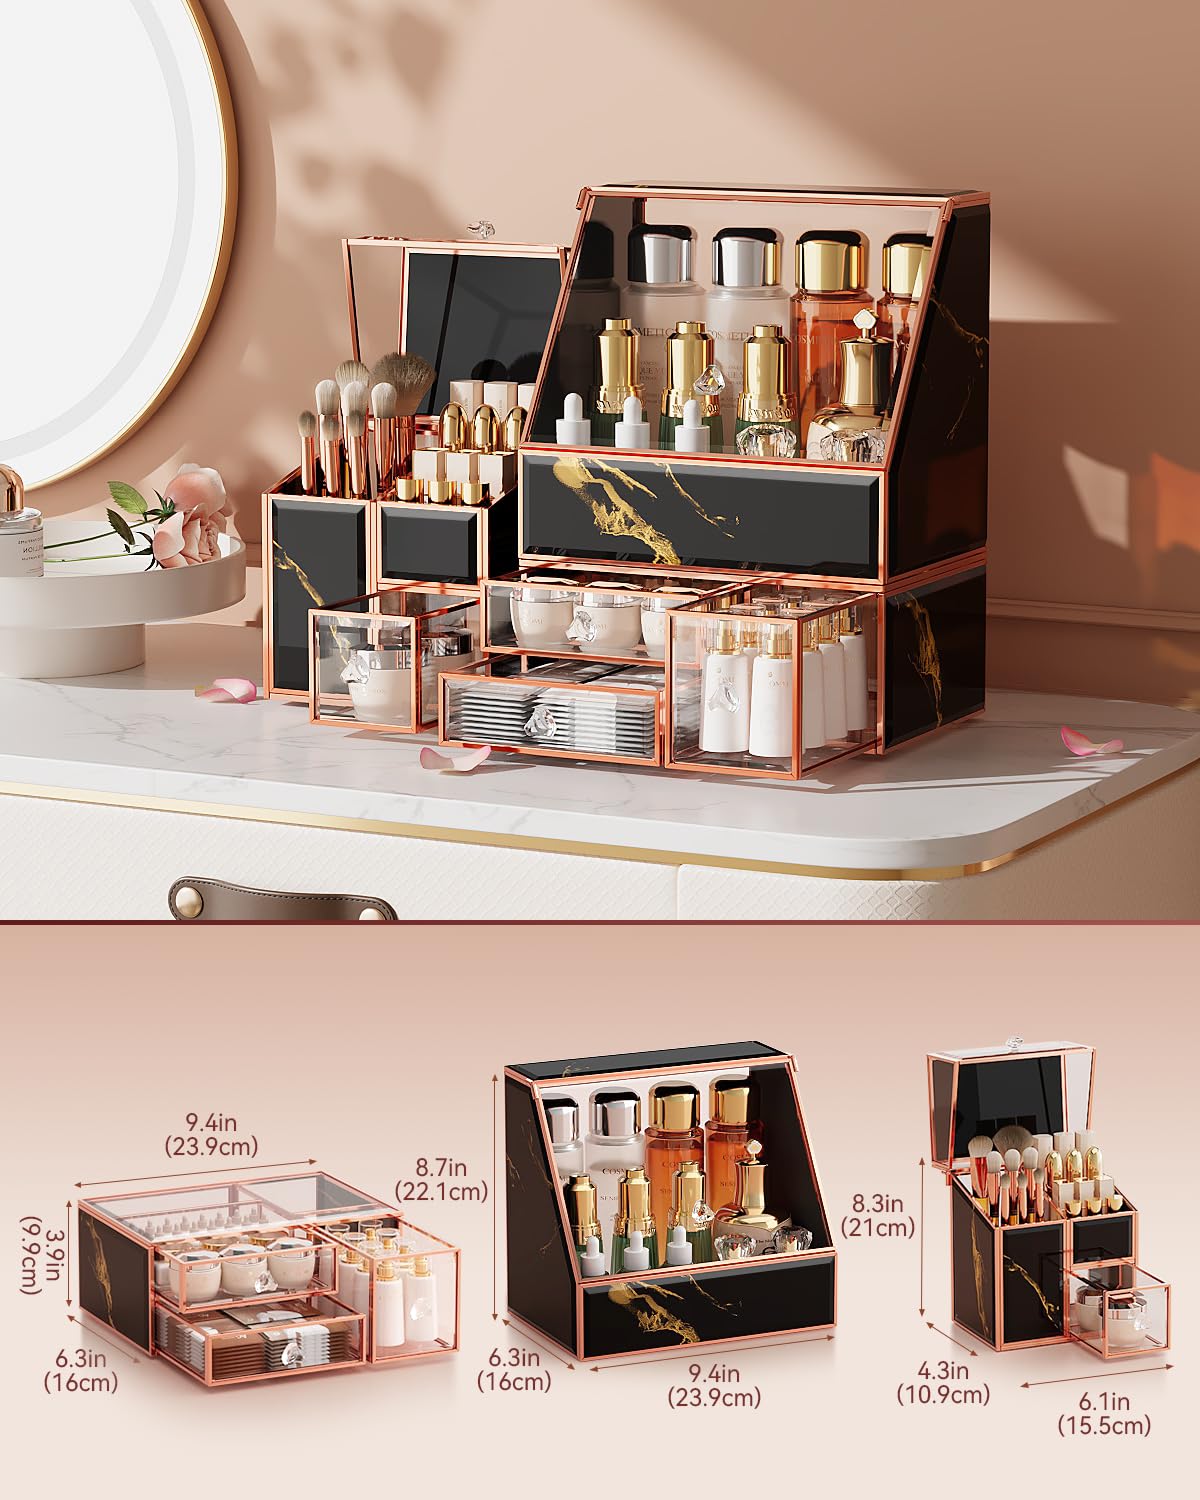 9.4in
(23.9cm)
3.9in
(9.9cm)
6.3in
(16cm)
8.7in
(22.1cm)
6.3in
(16cm)
9.4in
(23.9cm)
8.3in
(21cm)
4.3in
(10.9cm)
6.1in
(15.5cm)